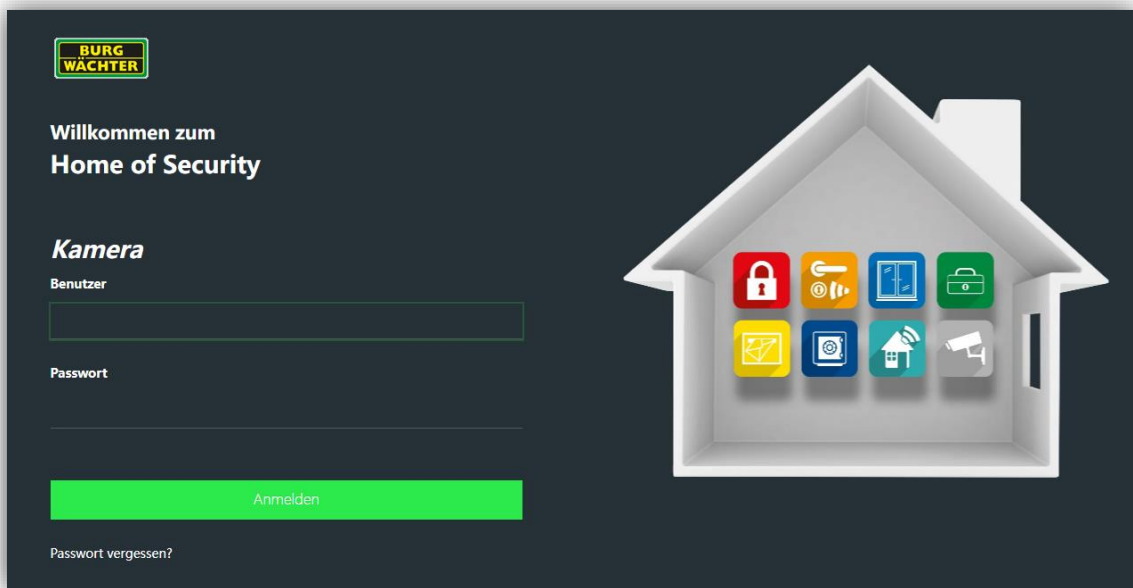 BURG
WÄCHTER
Willkommen zum
Home of Security
Kamera
Benutzer
Passwort
Anmelden
Passwort vergessen?